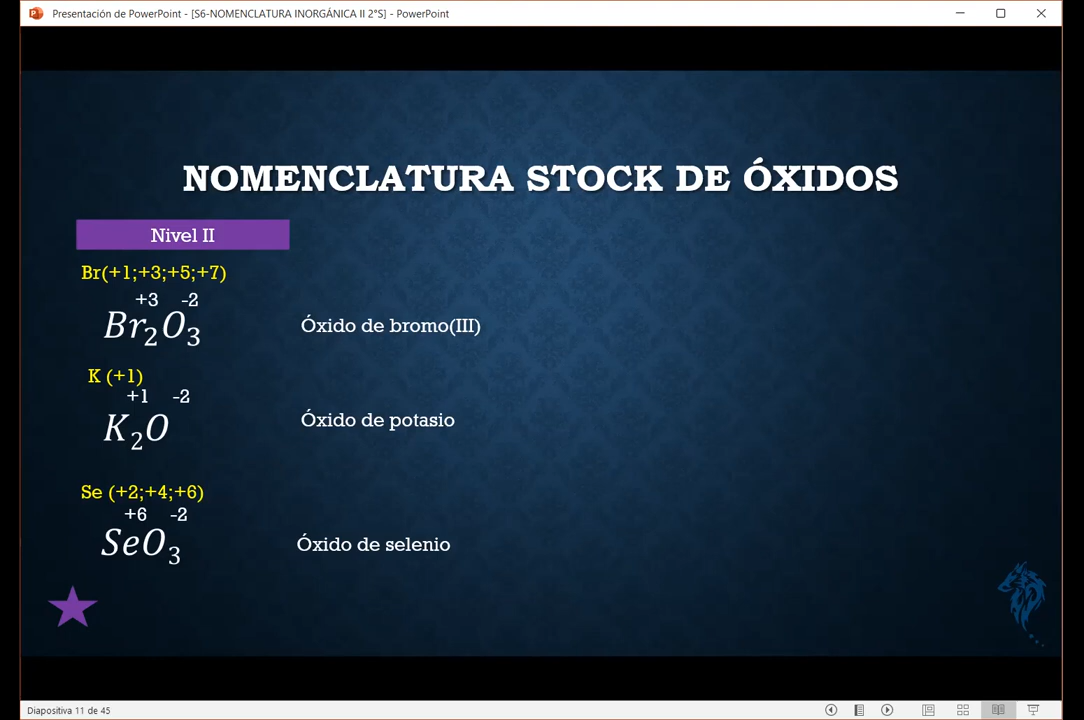 Presentación de PowerPoint - [S6-NOMENCLATURA INORGÁNICA II 2°S] - PowerPoint
NOMENCLATURA STOCK DE ÓXIDOS
Nivel II
Br(+1;+3;+5;+7)
+3 -2
Br₂O₃ Óxido de bromo(III)
K (+1)
+1 -2
K₂O Óxido de potasio
Se (+2;+4;+6)
+6 -2
SeO₃ Óxido de selenio
Diapositiva 11 de 45